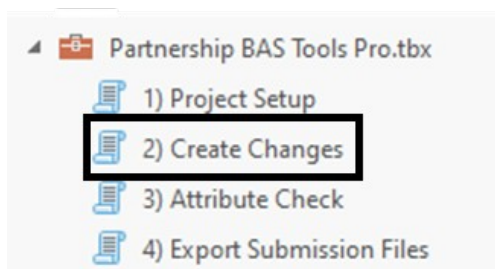 Partnership BAS Tools Pro.tbx
1) Project Setup
2) Create Changes
3) Attribute Check
4) Export Submission Files